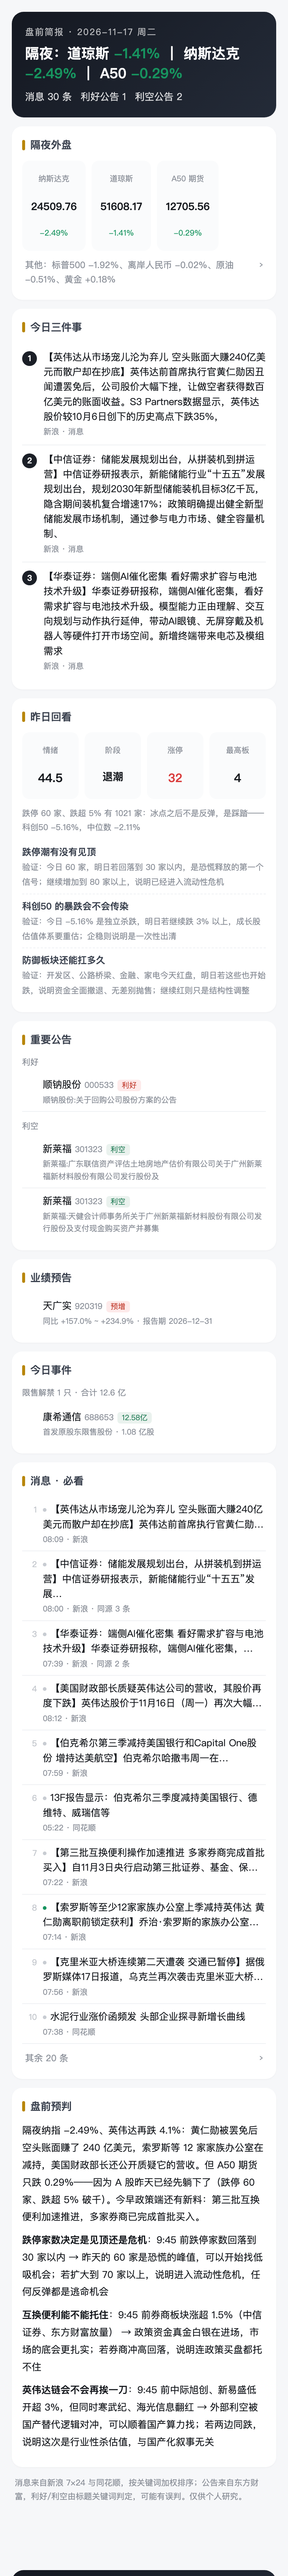 盘前简报 · 2026-11-17 周二
隔夜：道琼斯 -1.41% | 纳斯达克
-2.49% | A50 -0.29%
消息 30 条 利好公告 1 利空公告 2
隔夜外盘
纳斯达克 道琼斯 A50 期货
24509.76 51608.17 12705.56
-2.49% -1.41% -0.29%
其他：标普500 -1.92%、离岸人民币 -0.02%、原油 >
-0.51%、黄金 +0.18%
今日三件事
1 【英伟达从市场宠儿沦为弃儿 空头账面大赚240亿美
元而散户却在抄底】英伟达前首席执行官黄仁勋因丑
闻遭罢免后，公司股价大幅下挫，让做空者获得数百
亿美元的账面收益。S3 Partners数据显示，英伟达
股价较10月6日创下的历史高点下跌35%，
新浪 · 消息
2 【中信证券：储能发展规划出台，从拼装机到拼运
营】中信证券研报表示，新能储能行业“十五五”发展
规划出台，规划2030年新型储能装机目标3亿千瓦，
隐含期间装机复合增速17%；政策明确提出健全新型
储能发展市场机制，通过参与电力市场、健全容量机
制、
新浪 · 消息
3 【华泰证券：端侧AI催化密集 看好需求扩容与电池
技术升级】华泰证券研报称，端侧AI催化密集，看好
需求扩容与电池技术升级。模型能力正由理解、交互
向规划与动作执行延伸，带动AI眼镜、无屏穿戴及机
器人等硬件打开市场空间。新增终端带来电芯及模组
需求
新浪 · 消息
昨日回看
情绪 阶段 涨停 最高板
44.5 退潮 32 4
跌停 60 家、跌超 5% 有 1021 家：冰点之后不是反弹，是踩踏——
科创50 -5.16%，中位数 -2.11%
跌停潮有没有见顶
验证：今日 60 家，明日若回落到 30 家以内，是恐慌释放的第一个
信号；继续增加到 80 家以上，说明已经进入流动性危机
科创50 的暴跌会不会传染
验证：今日 -5.16% 是独立杀跌，明日若继续跌 3% 以上，成长股
估值体系要重估；企稳则说明是一次性出清
防御板块还能扛多久
验证：开发区、公路桥梁、金融、家电今天红盘，明日若这些也开始
跌，说明资金全面撤退、无差别抛售；继续红则只是结构性调整
重要公告
利好
顺钠股份 000533 利好
顺钠股份:关于回购公司股份方案的公告
利空
新莱福 301323 利空
新莱福:广东联信资产评估土地房地产估价有限公司关于广州新莱
福新材料股份有限公司发行股份及
新莱福 301323 利空
新莱福:天健会计师事务所关于广州新莱福新材料股份有限公司发
行股份及支付现金购买资产并募集
业绩预告
天广实 920319 预增
同比 +157.0% ~ +234.9% · 报告期 2026-12-31
今日事件
限售解禁 1 只 · 合计 12.6 亿
康希通信 688653 12.58亿
首发原股东限售股份 · 1.08 亿股
消息 · 必看
1 【英伟达从市场宠儿沦为弃儿 空头账面大赚240亿
美元而散户却在抄底】英伟达前首席执行官黄仁勋…
08:09 · 新浪
2 【中信证券：储能发展规划出台，从拼装机到拼运
营】中信证券研报表示，新能储能行业“十五五”发
展…
08:00 · 新浪 · 同源 3 条
3 【华泰证券：端侧AI催化密集 看好需求扩容与电池
技术升级】华泰证券研报称，端侧AI催化密集，…
07:39 · 新浪 · 同源 2 条
4 【美国财政部长质疑英伟达公司的营收，其股价再
度下跌】英伟达股价于11月16日（周一）再次大幅…
08:12 · 新浪
5 【伯克希尔第三季减持美国银行和Capital One股
份 增持达美航空】伯克希尔哈撒韦周一在…
07:59 · 新浪
6 13F报告显示：伯克希尔三季度减持美国银行、德
维特、威瑞信等
05:22 · 同花顺
7 【第三批互换便利操作加速推进 多家券商完成首批
买入】自11月3日央行启动第三批证券、基金、保…
07:22 · 新浪
8 【索罗斯等至少12家家族办公室上季减持英伟达 黄
仁勋离职前锁定获利】乔治·索罗斯的家族办公室…
07:14 · 新浪
9 【克里米亚大桥连续第二天遭袭 交通已暂停】据俄
罗斯媒体17日报道，乌克兰再次袭击克里米亚大桥…
07:56 · 新浪
10 水泥行业涨价函频发 头部企业探寻新增长曲线
07:38 · 同花顺
其余 20 条 >
盘前预判
隔夜纳指 -2.49%、英伟达再跌 4.1%：黄仁勋被罢免后
空头账面赚了 240 亿美元，索罗斯等 12 家家族办公室在
减持，美国财政部长还公开质疑它的营收。但 A50 期货
只跌 0.29%——因为 A 股昨天已经先躺下了（跌停 60
家、跌超 5% 破千）。今早政策端还有新料：第三批互换
便利加速推进，多家券商已完成首批买入。
跌停家数决定是见顶还是危机：9:45 前跌停家数回落到
30 家以内 → 昨天的 60 家是恐慌的峰值，可以开始找低
吸机会；若扩大到 70 家以上，说明进入流动性危机，任
何反弹都是逃命机会
互换便利能不能托住：9:45 前券商板块涨超 1.5%（中信
证券、东方财富放量） → 政策资金真金白银在进场，市
场的底会更扎实；若券商冲高回落，说明连政策买盘都托
不住
英伟达链会不会再挨一刀：9:45 前中际旭创、新易盛低
开超 3%，但同时寒武纪、海光信息翻红 → 外部利空被
国产替代逻辑对冲，可以顺着国产算力找；若两边同跌，
说明这次是行业性杀估值，与国产化叙事无关
消息来自新浪 7×24 与同花顺，按关键词加权排序；公告来自东方财
富，利好/利空由标题关键词判定，可能有误判。仅供个人研究。